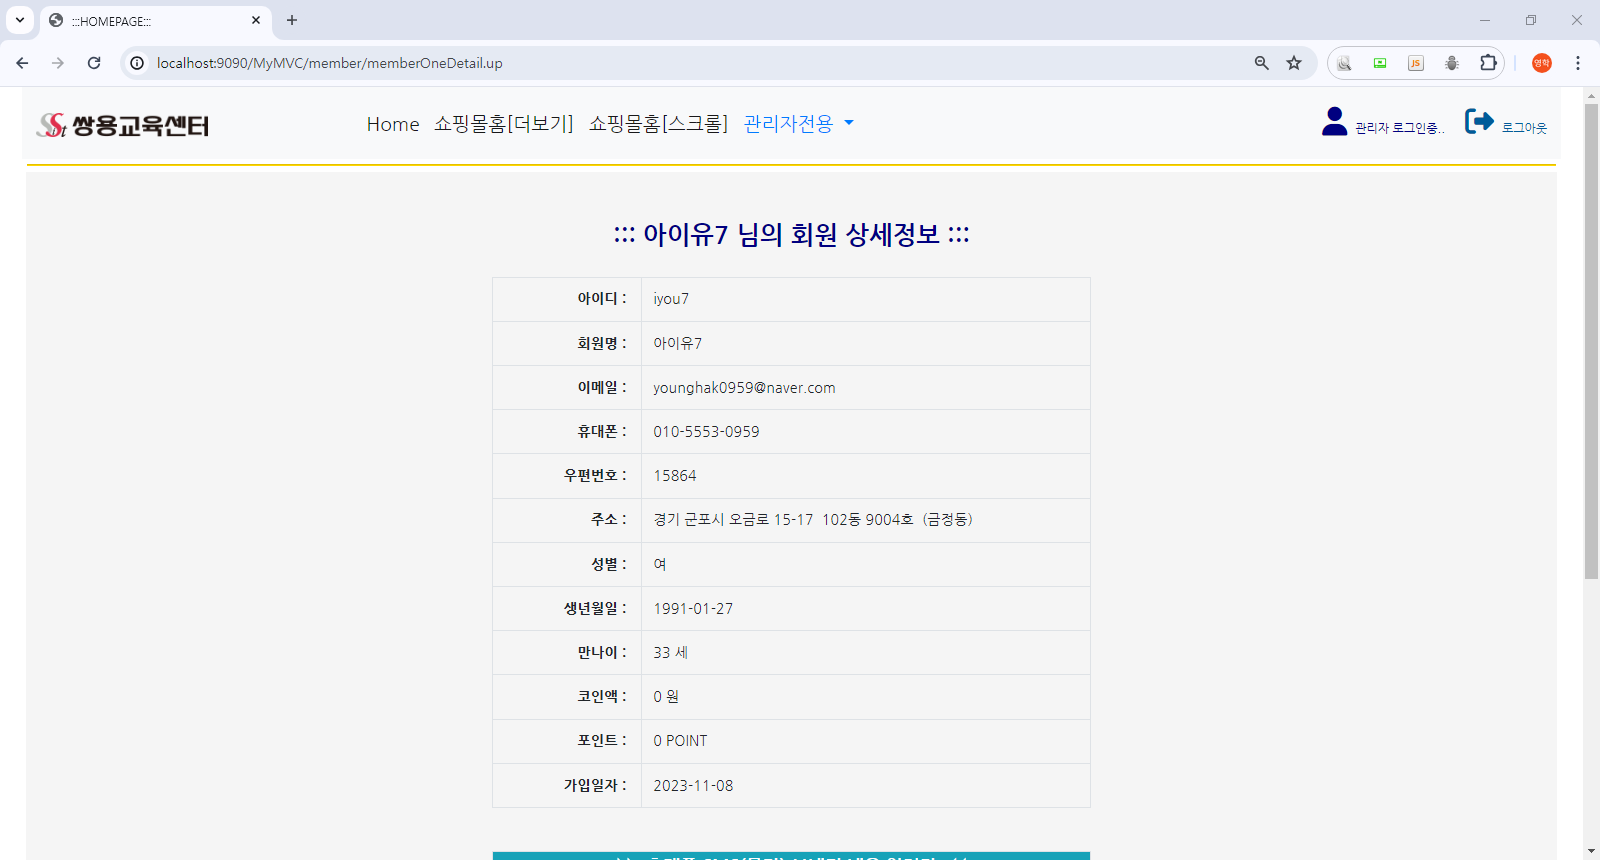 :::HOMEPAGE:::
localhost:9090/MyMVC/member/memberOneDetail.up
JS
영학
Sist 쌍용교육센터
Home 쇼핑몰홈[더보기] 쇼핑몰홈[스크롤] 관리자전용
관리자 로그인중.. 로그아웃
::: 아이유7 님의 회원 상세정보 :::
아이디 : iyou7
회원명 : 아이유7
이메일 : younghak0959@naver.com
휴대폰 : 010-5553-0959
우편번호 : 15864
주소 : 경기 군포시 오금로 15-17 102동 9004호 (금정동)
성별 : 여
생년월일 : 1991-01-27
만나이 : 33 세
코인액 : 0 원
포인트 : 0 POINT
가입일자 : 2023-11-08